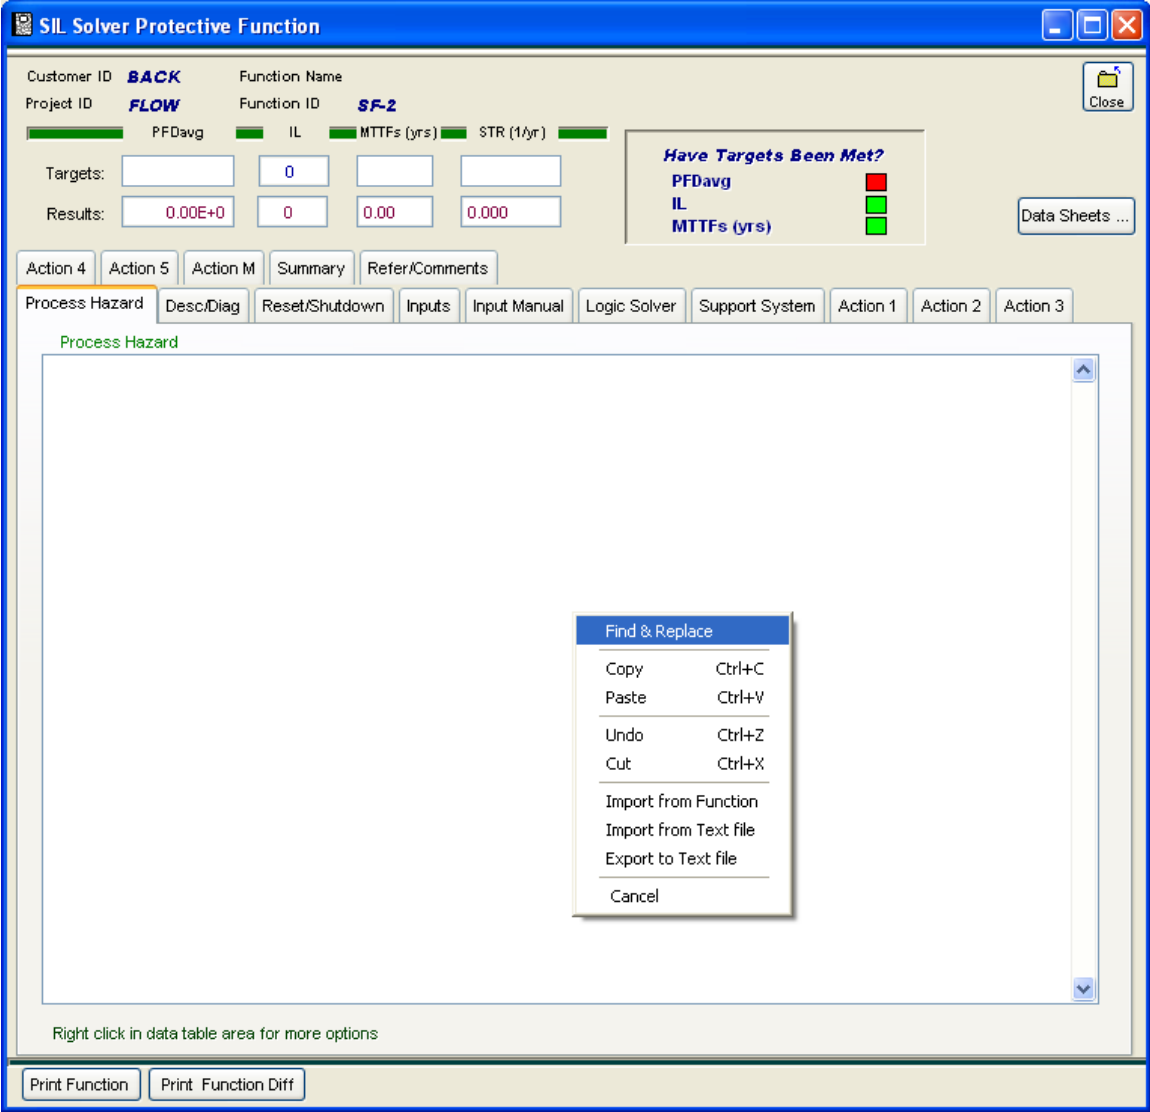 SIL Solver Protective Function
Customer ID BACK Function Name
Close
Project ID FLOW Function ID SF-2
PFDavg IL MTTFs (yrs) STR (1/yr)
Have Targets Been Met?
Targets: 0
PFDavg
Results: 0.00E+0 0 0.00 0.000
IL
MTTFs (yrs)
Data Sheets ...
Action 4 Action 5 Action M Summary Refer/Comments
Process Hazard Desc/Diag Reset/Shutdown Inputs Input Manual Logic Solver Support System Action 1 Action 2 Action 3
Process Hazard
Find & Replace
Copy Ctrl+C
Paste Ctrl+V
Undo Ctrl+Z
Cut Ctrl+X
Import from Function
Import from Text file
Export to Text file
Cancel
Right click in data table area for more options
Print Function Print Function Diff